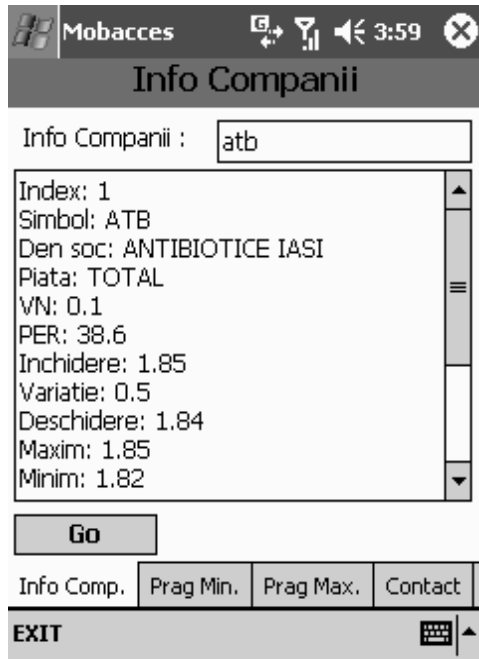 Mobacces 3:59
Info Companii
Info Companii : atb
Index: 1
Simbol: ATB
Den soc: ANTIBIOTICE IASI
Piata: TOTAL
VN: 0.1
PER: 38.6
Inchidere: 1.85
Variatie: 0.5
Deschidere: 1.84
Maxim: 1.85
Minim: 1.82
Go
Info Comp. Prag Min. Prag Max. Contact
EXIT